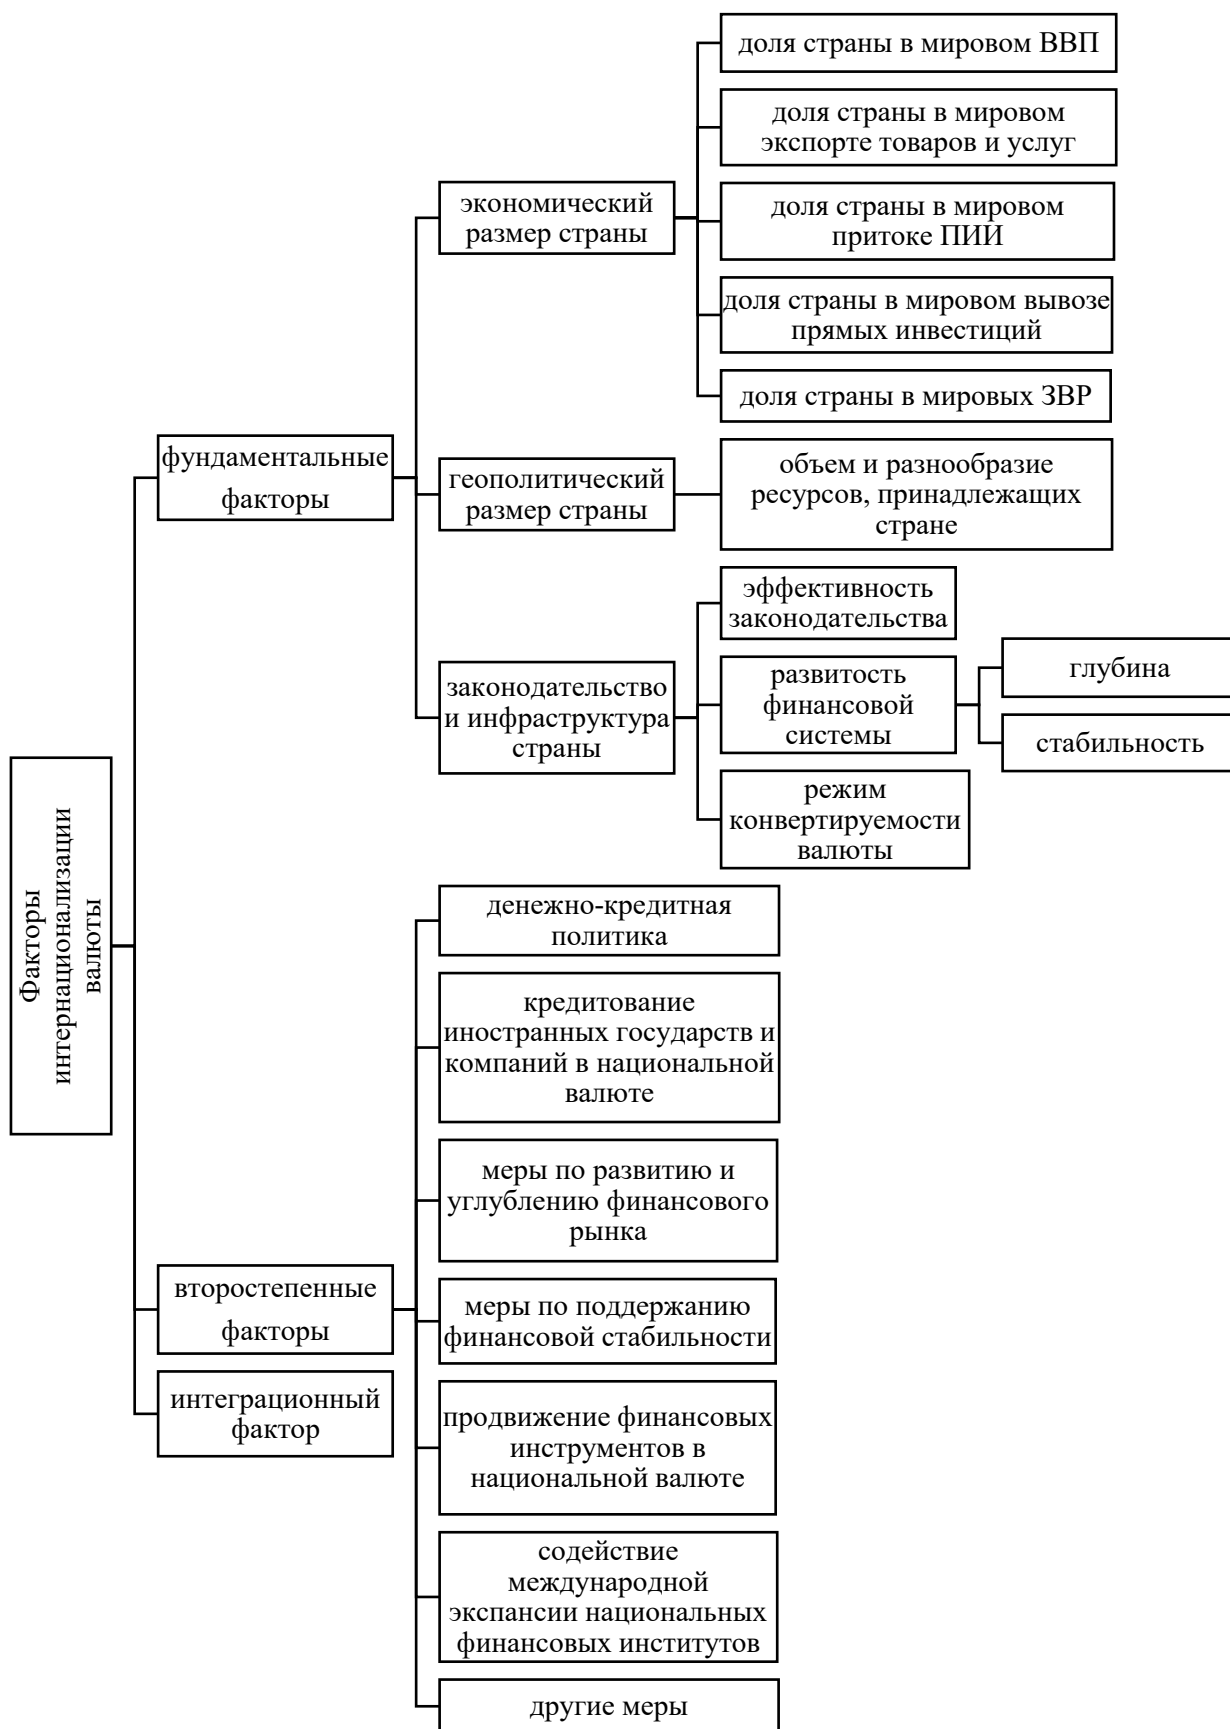 Факторы
интернационализации
валюты
фундаментальные
факторы
экономический
размер страны
доля страны в мировом ВВП
доля страны в мировом
экспорте товаров и услуг
доля страны в мировом
притоке ПИИ
доля страны в мировом вывозе
прямых инвестиций
доля страны в мировых ЗВР
геополитический
размер страны
объем и разнообразие
ресурсов, принадлежащих
стране
законодательство
и инфраструктура
страны
эффективность
законодательства
развитость
финансовой
системы
глубина
стабильность
режим
конвертируемости
валюты
второстепенные
факторы
денежно-кредитная
политика
кредитование
иностранных государств и
компаний в национальной
валюте
меры по развитию и
углублению финансового
рынка
меры по поддержанию
финансовой стабильности
продвижение финансовых
инструментов в
национальной валюте
содействие
международной
экспансии национальных
финансовых институтов
другие меры
интеграционный
фактор